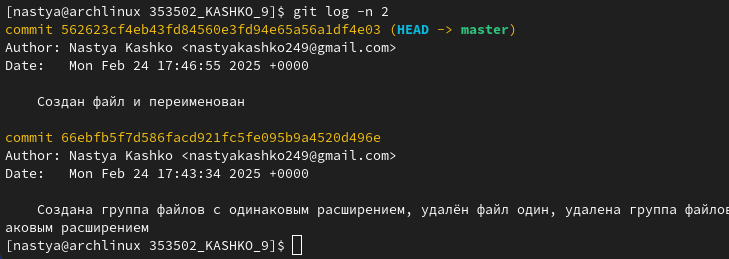 [nastya@archlinux 353502_KASHKO_9]$ git log -n 2
commit 562623cf4eb43fd84560e3fd94e65a56a1df4e03 (HEAD -> master)
Author: Nastya Kashko <nastyakashko249@gmail.com>
Date:   Mon Feb 24 17:46:55 2025 +0000
Создан файл и переименован
commit 66ebfb5f7d586facd921fc5fe095b9a4520d496e
Author: Nastya Kashko <nastyakashko249@gmail.com>
Date:   Mon Feb 24 17:43:34 2025 +0000
Создана группа файлов с одинаковым расширением, удалён файл один, удалена группа файлов
аковым расширением
[nastya@archlinux 353502_KASHKO_9]$